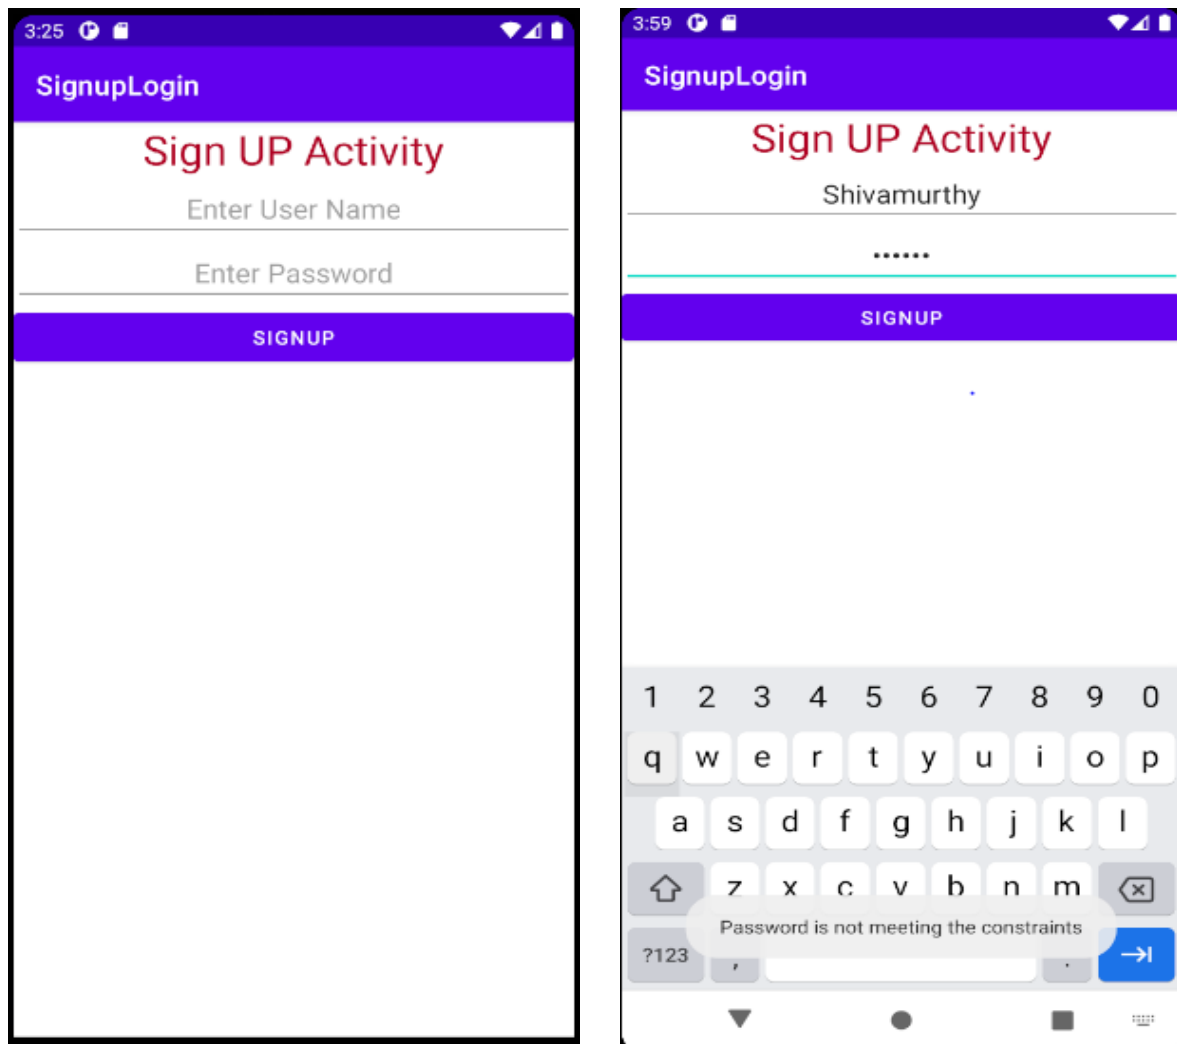 3:25
SignupLogin
Sign UP Activity
Enter User Name
Enter Password
SIGNUP
3:59
SignupLogin
Sign UP Activity
Shivamurthy
••••••
SIGNUP
1 2 3 4 5 6 7 8 9 0
q w e r t y u i o p
a s d f g h j k l
z x c v b n m
Password is not meeting the constraints
?123 , .